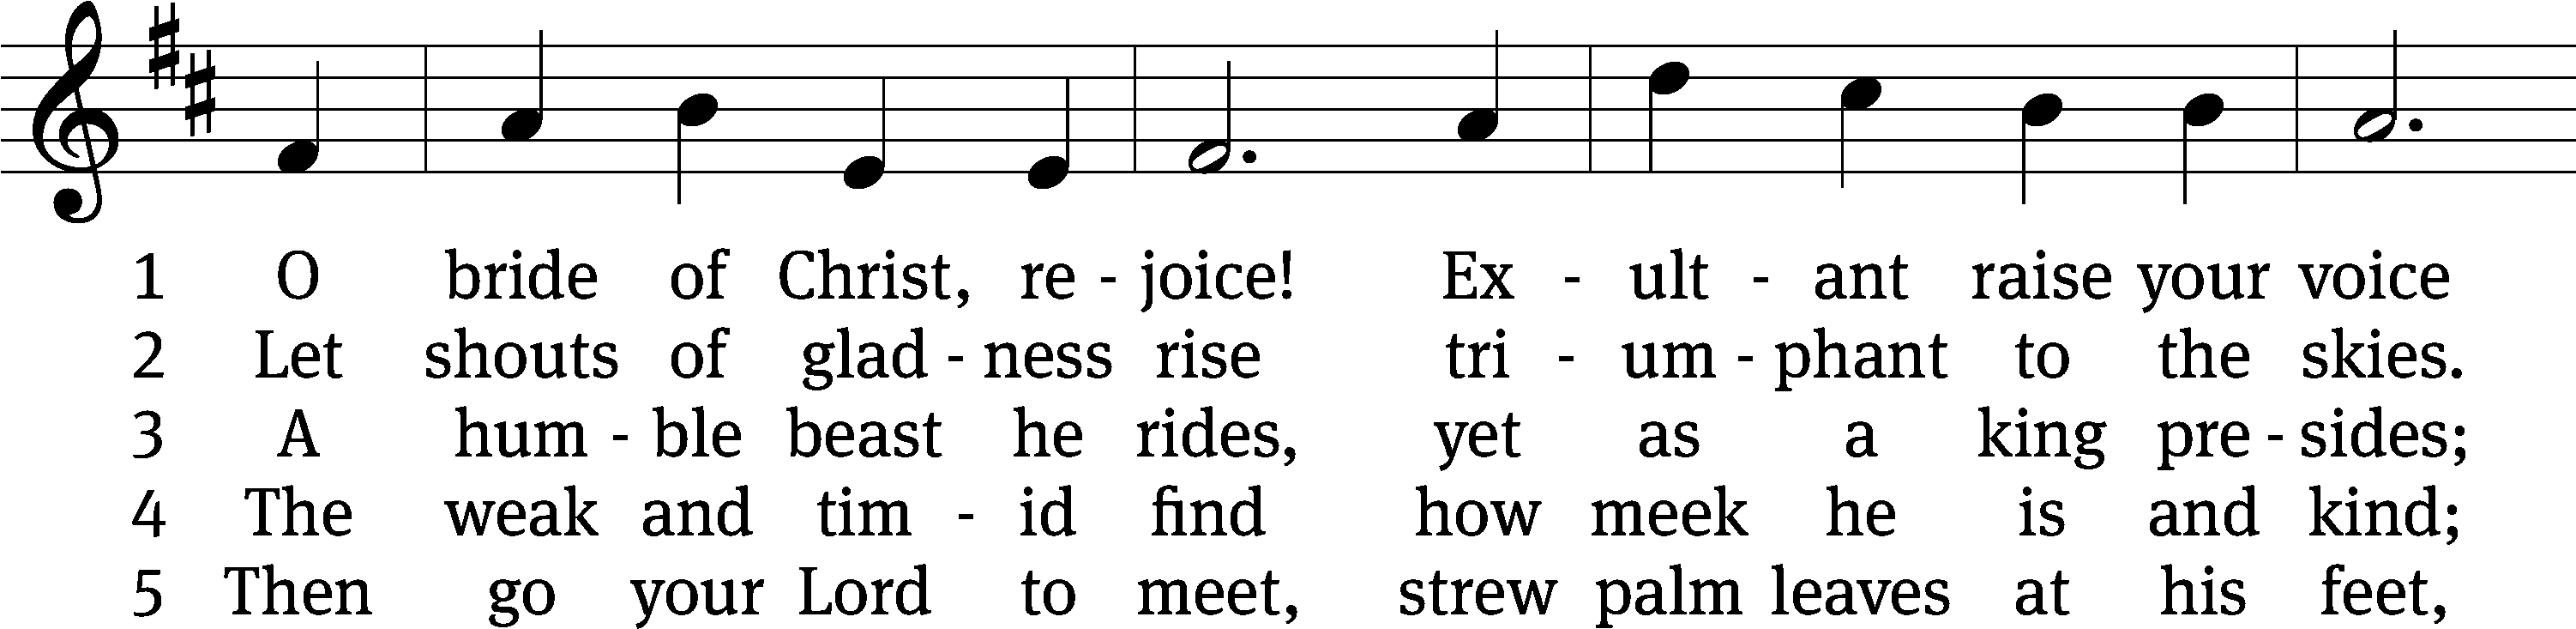 1 O bride of Christ, re - joice! Ex - ult - ant raise your voice
2 Let shouts of glad - ness rise tri - um - phant to the skies.
3 A hum - ble beast he rides, yet as a king pre - sides;
4 The weak and tim - id find how meek he is and kind;
5 Then go your Lord to meet, strew palm leaves at his feet,